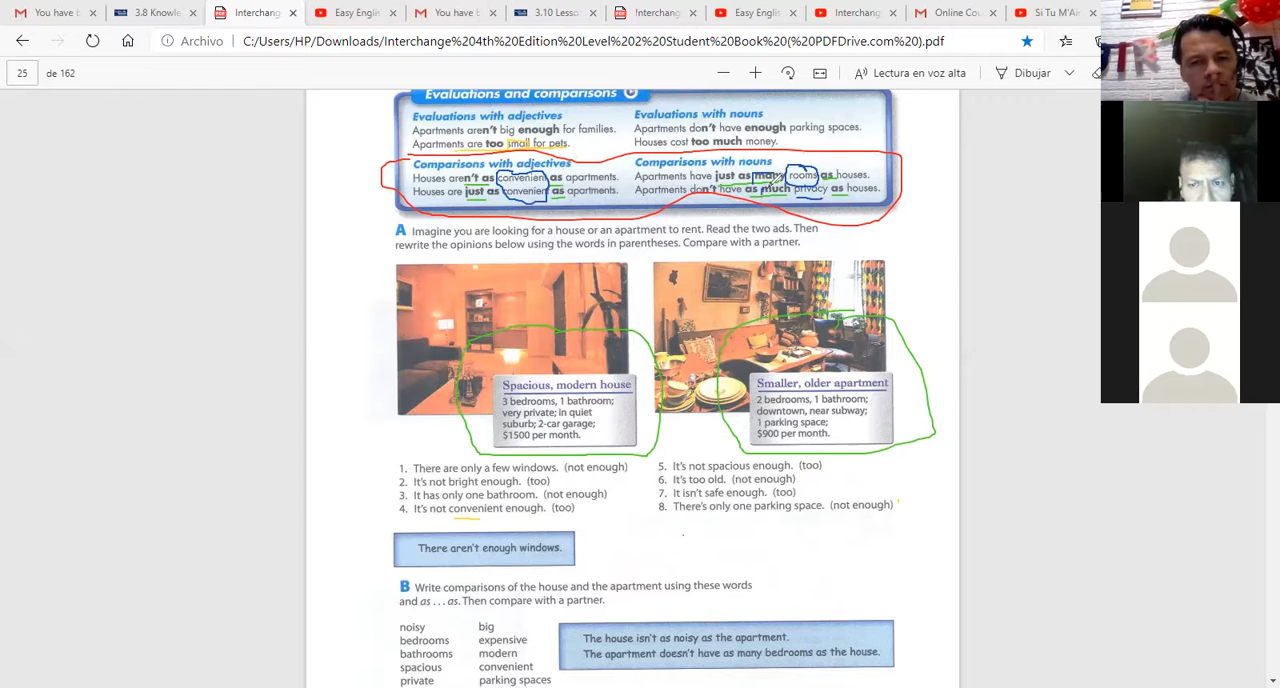 You have b
3.8 Knowle
Interchang
Easy Englis
You have b
3.10 Lesso
Interchang
Easy Englis
Interchang
Online Cou
Si Tu M'Air
Archivo
C:/Users/HP/Downloads/Interchange%204th%20Edition%20Level%202%20Student%20Book%20(%20PDFDrive.com%20).pdf
25
de 162
Lectura en voz alta
Dibujar
Evaluations and comparisons
Evaluations with adjectives
Apartments aren't big enough for families.
Apartments are too small for pets.
Evaluations with nouns
Apartments don't have enough parking spaces.
Houses cost too much money.
Comparisons with adjectives
Houses aren't as convenient as apartments.
Houses are just as convenient as apartments.
Comparisons with nouns
Apartments have just as many rooms as houses.
Apartments don't have as much privacy as houses.
A Imagine you are looking for a house or an apartment to rent. Read the two ads. Then
rewrite the opinions below using the words in parentheses. Compare with a partner.
Spacious, modern house
3 bedrooms, 1 bathroom;
very private; in quiet
suburb; 2-car garage;
$1500 per month.
Smaller, older apartment
2 bedrooms, 1 bathroom;
downtown, near subway;
1 parking space;
$900 per month.
1. There are only a few windows. (not enough)
2. It's not bright enough. (too)
3. It has only one bathroom. (not enough)
4. It's not convenient enough. (too)
5. It's not spacious enough. (too)
6. It's too old. (not enough)
7. It isn't safe enough. (too)
8. There's only one parking space. (not enough)
There aren't enough windows.
B Write comparisons of the house and the apartment using these words
and as . . . as. Then compare with a partner.
noisy
bedrooms
bathrooms
spacious
private
big
expensive
modern
convenient
parking spaces
The house isn't as noisy as the apartment.
The apartment doesn't have as many bedrooms as the house.